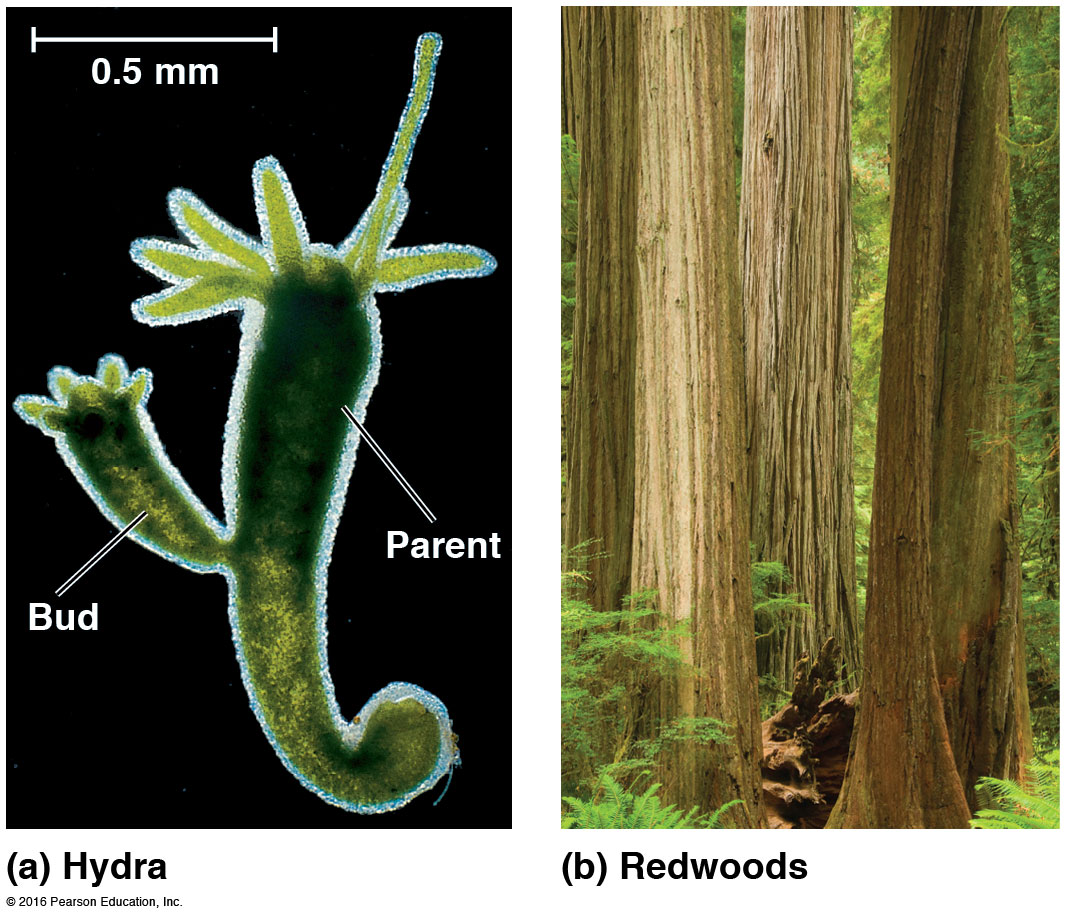 0.5 mm
Parent
Bud
(a) Hydra
(b) Redwoods
© 2016 Pearson Education, Inc.